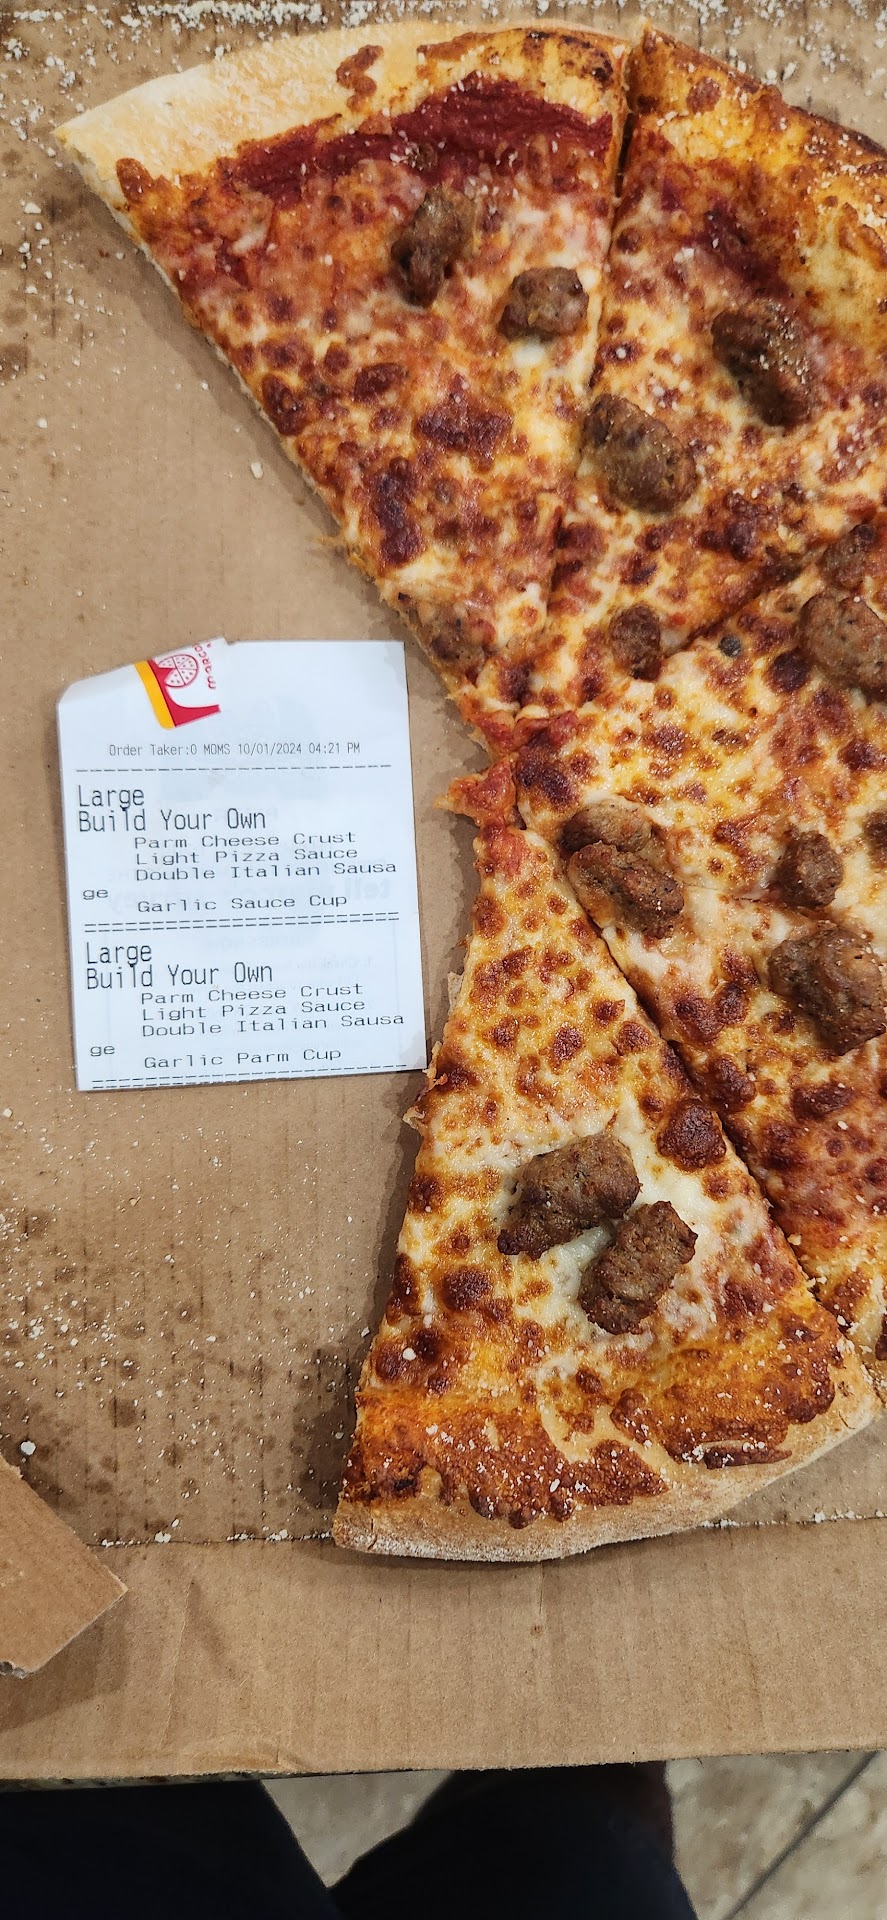 marco
Order Taker:0 MOMS 10/01/2024 04:21 PM
Large
Build Your Own
Parm Cheese Crust
Light Pizza Sauce
Double Italian Sausa
ge
Garlic Sauce Cup
Large
Build Your Own
Parm Cheese Crust
Light Pizza Sauce
Double Italian Sausa
ge
Garlic Parm Cup